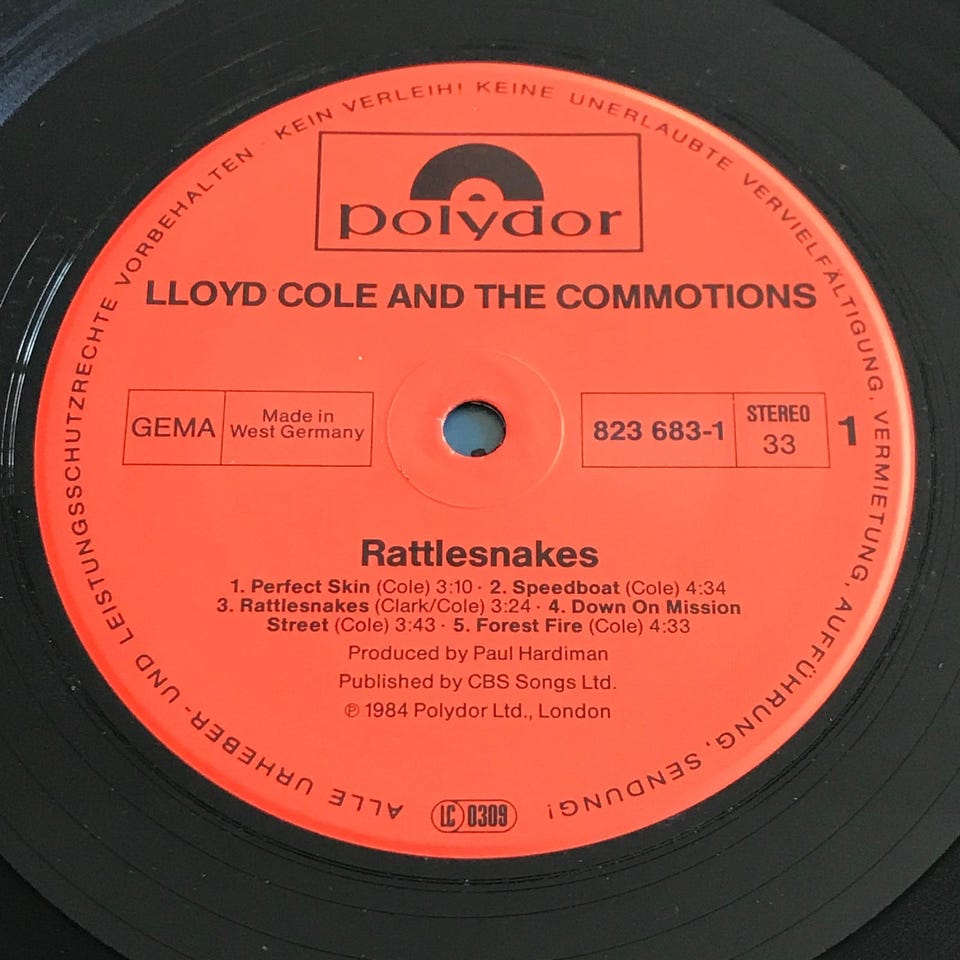 ALLE URHEBER- UND LEISTUNGSSCHUTZRECHTE VORBEHALTEN · KEIN VERLEIH! KEINE UNERLAUBTE VERVIELFÄLTIGUNG, VERMIETUNG, AUFFÜHRUNG, SENDUNG!
polydor
LLOYD COLE AND THE COMMOTIONS
GEMA
Made in
West Germany
823 683-1
STEREO
33
1
Rattlesnakes
1. Perfect Skin (Cole) 3:10 · 2. Speedboat (Cole) 4:34
3. Rattlesnakes (Clark/Cole) 3:24 · 4. Down On Mission
Street (Cole) 3:43 · 5. Forest Fire (Cole) 4:33
Produced by Paul Hardiman
Published by CBS Songs Ltd.
℗ 1984 Polydor Ltd., London
LC 0309